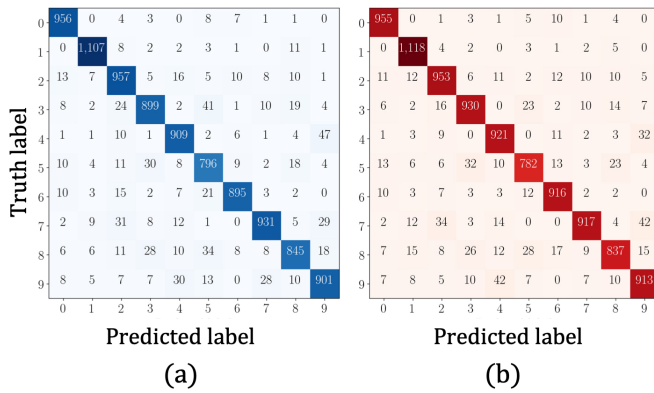 0 956 0 4 3 0 8 7 1 1 0 0 955 0 1 3 1 5 10 1 4 0
1 0 1,107 8 2 2 3 1 0 11 1 1 0 1,118 4 2 0 3 1 2 5 0
2 13 7 957 5 16 5 10 8 10 1 2 11 12 953 6 11 2 12 10 10 5
3 8 2 24 899 2 41 1 10 19 4 3 6 2 16 930 0 23 2 10 14 7
4 1 1 10 1 909 2 6 1 4 47 4 1 3 9 0 921 0 11 2 3 32
5 10 4 11 30 8 796 9 2 18 4 5 13 6 6 32 10 782 13 3 23 4
6 10 3 15 2 7 21 895 3 2 0 6 10 3 7 3 3 12 916 2 2 0
7 2 9 31 8 12 1 0 931 5 29 7 2 12 34 3 14 0 0 917 4 42
8 6 6 11 28 10 34 8 8 845 18 8 7 15 8 26 12 28 17 9 837 15
9 8 5 7 7 30 13 0 28 10 901 9 7 8 5 10 42 7 0 7 10 913
0 1 2 3 4 5 6 7 8 9 0 1 2 3 4 5 6 7 8 9
Truth label
Predicted label Predicted label
(a) (b)